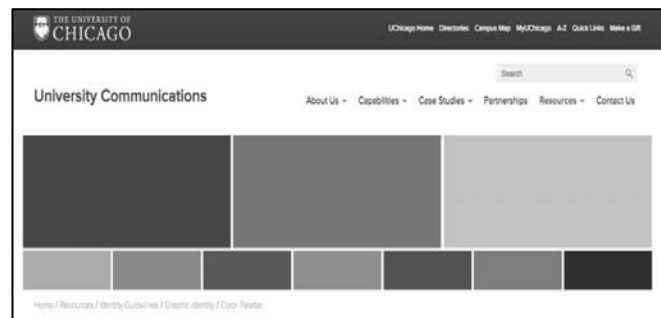 THE UNIVERSITY OF
CHICAGO
UChicago Home Directories Campus Map MyUChicago A-Z Quick Links Make a Gift
Search
University Communications
About Us Capabilities Case Studies Partnerships Resources Contact Us
Home / Resources / Identity Guidelines / Graphic Identity / Color Palette